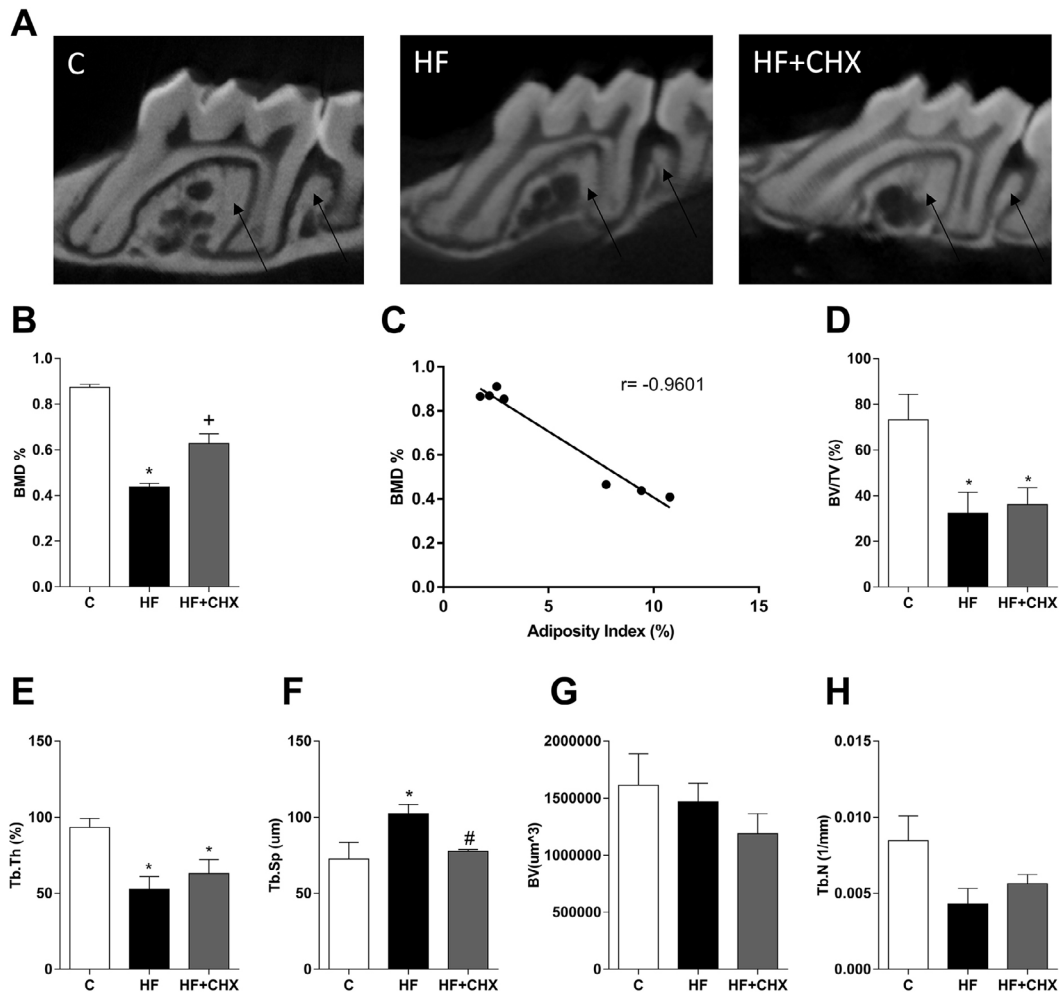 A
C
HF
HF+CHX
B
BMD %
1.0
0.8
0.6
0.4
0.2
0.0
*
+
C
HF
HF+CHX
C
BMD %
1.0
0.8
0.6
0.4
0.2
0.0
r= -0.9601
0
5
10
15
Adiposity Index (%)
D
BV/TV (%)
100
80
60
40
20
0
*
*
C
HF
HF+CHX
E
Tb.Th (%)
150
100
50
0
*
*
C
HF
HF+CHX
F
Tb.Sp (um)
150
100
50
0
*
#
C
HF
HF+CHX
G
BV(um^3)
2000000
1500000
1000000
500000
0
C
HF
HF+CHX
H
Tb.N (1/mm)
0.015
0.010
0.005
0.000
C
HF
HF+CHX